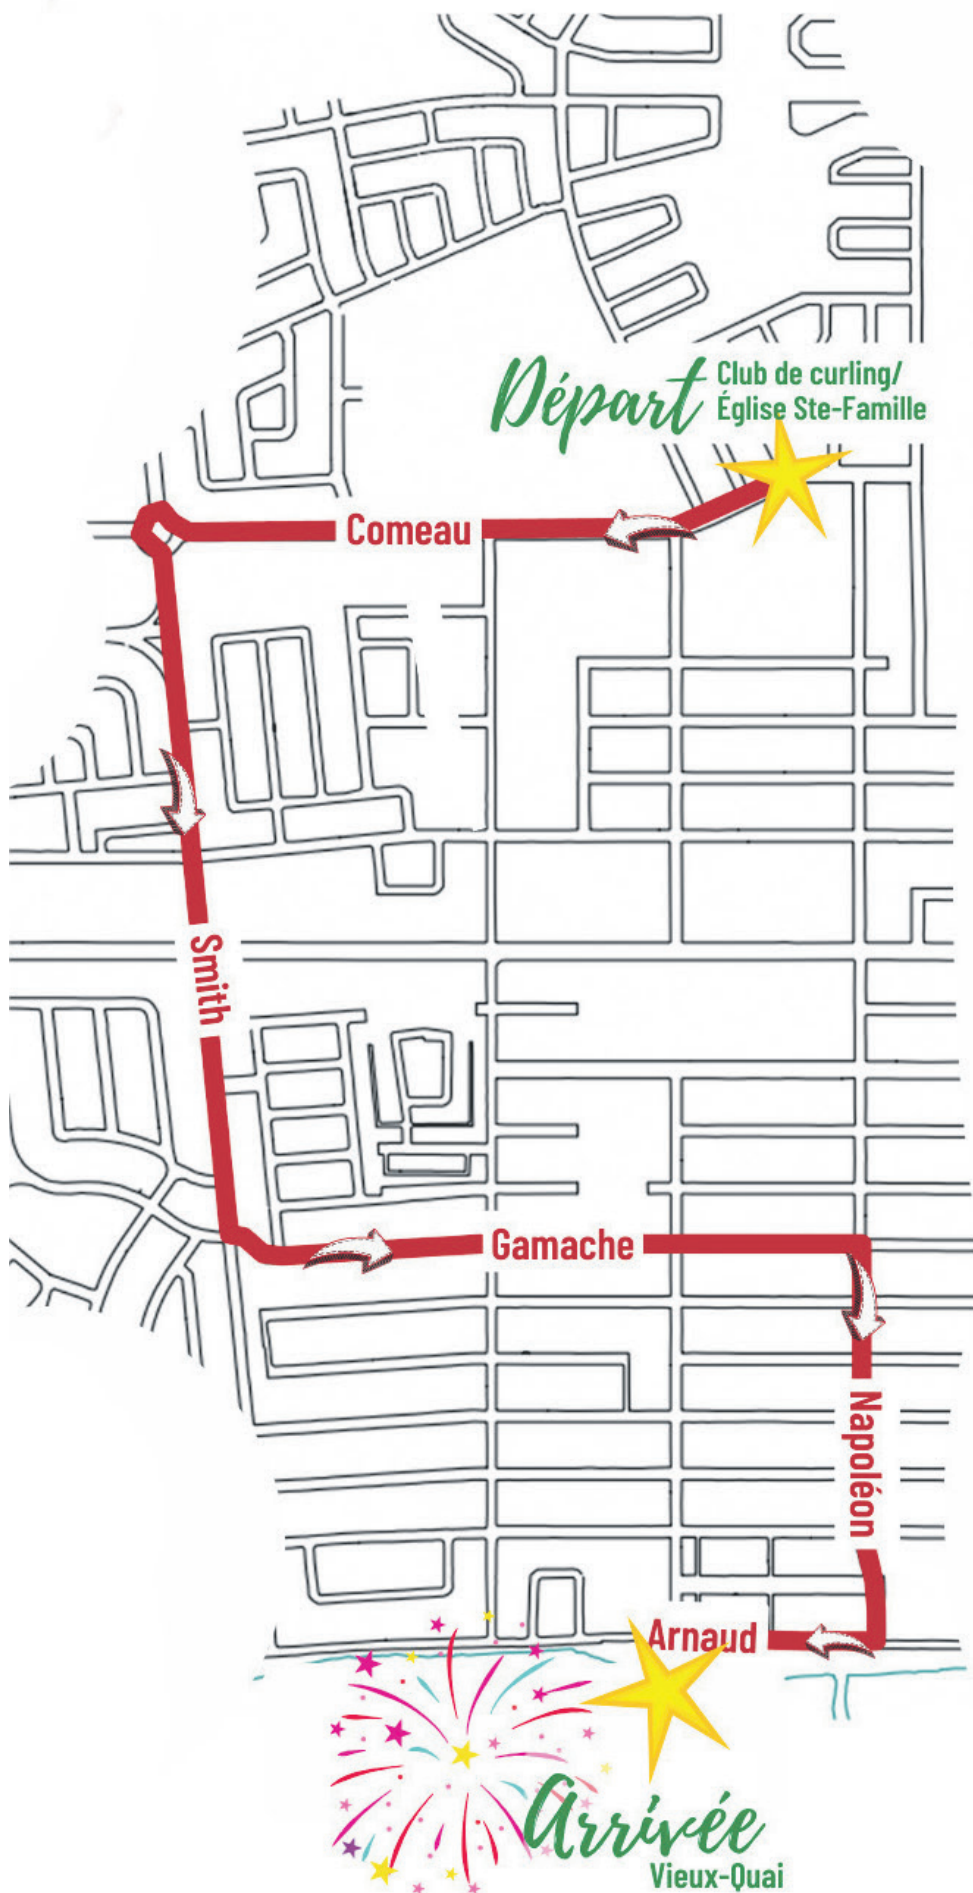 Départ
Club de curling/
Église Ste-Famille
Comeau
Smith
Gamache
Napoléon
Arnaud
Arrivée
Vieux-Quai